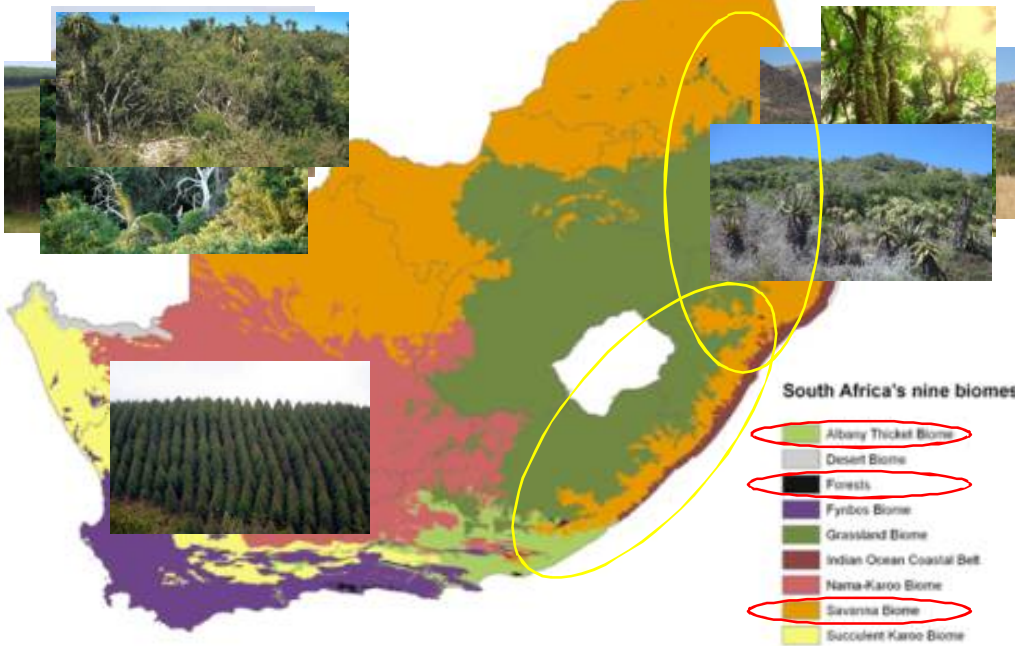 South Africa's nine biomes
Albany Thicket Biome
Desert Biome
Forests
Fynbos Biome
Grassland Biome
Indian Ocean Coastal Belt
Nama-Karoo Biome
Savanna Biome
Succulent Karoo Biome